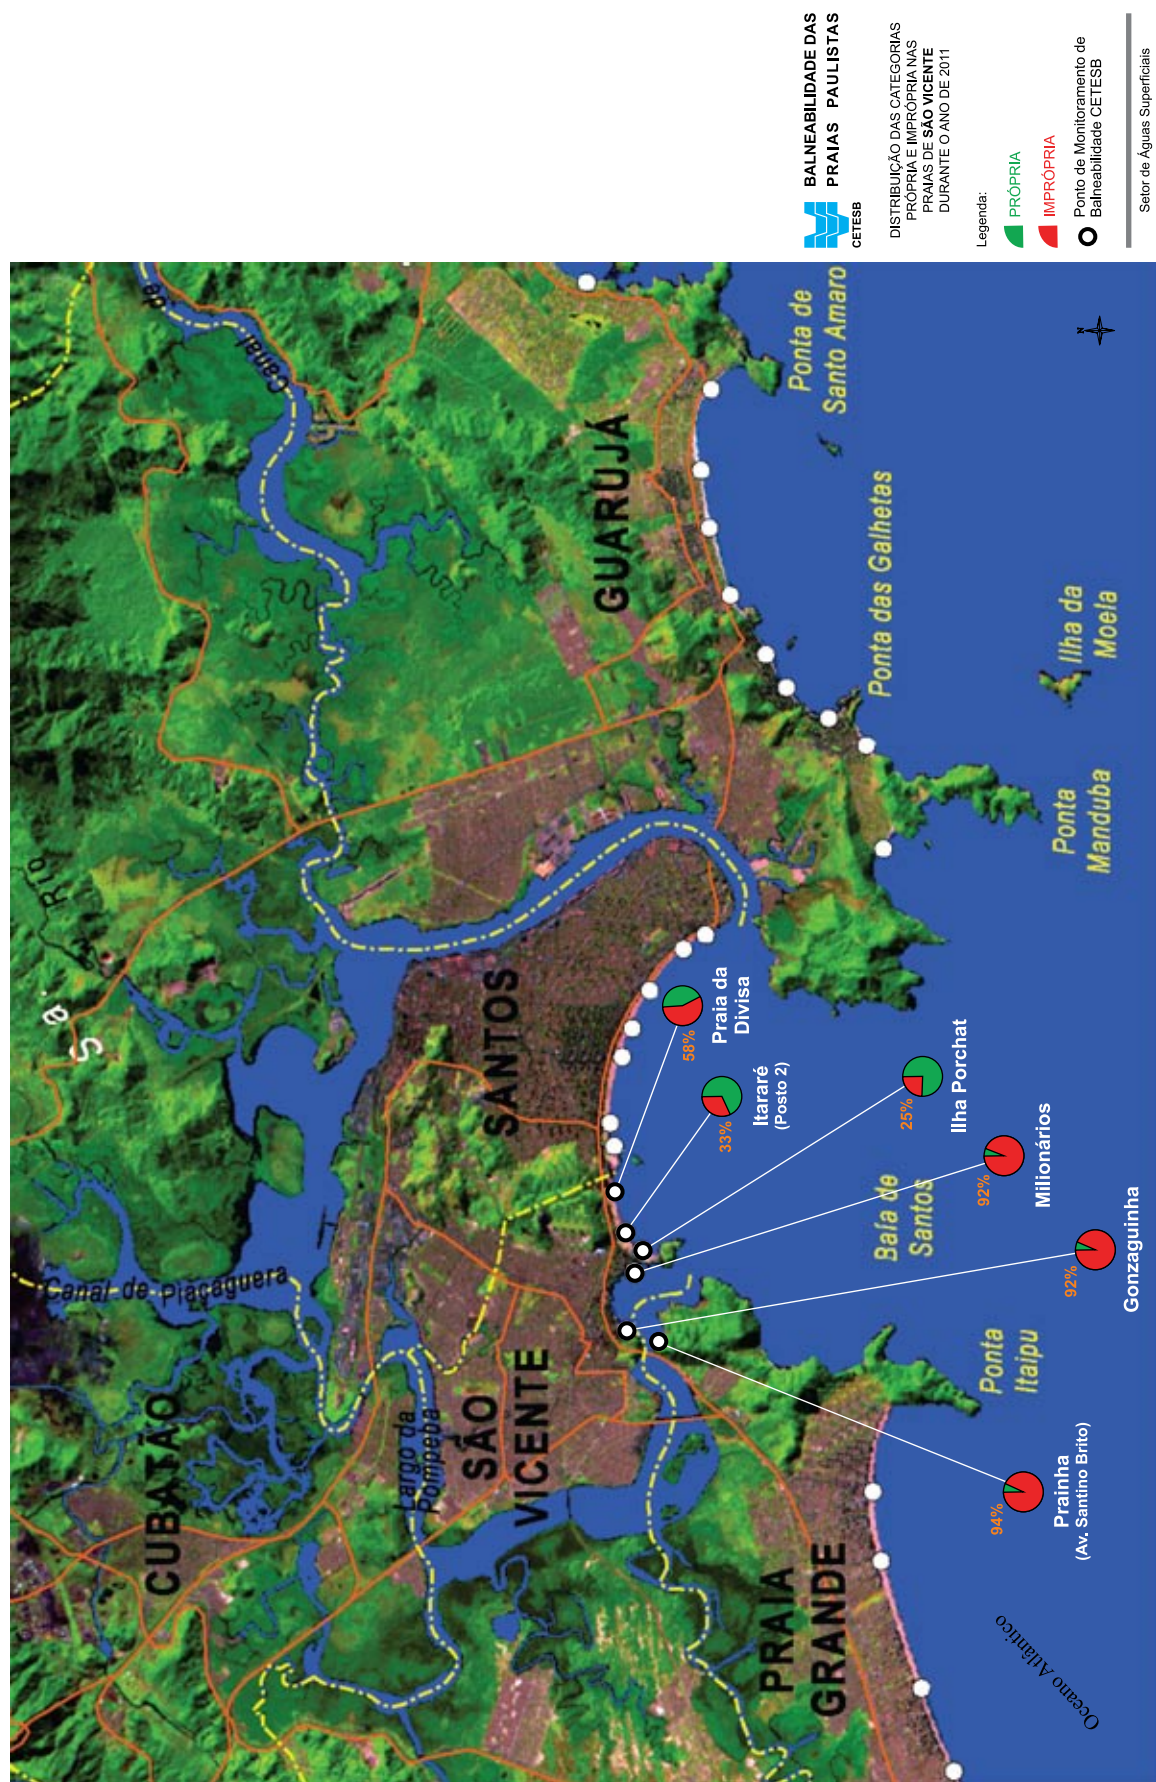 BALNEABILIDADE DAS
PRAIAS PAULISTAS
CETESB
DISTRIBUIÇÃO DAS CATEGORIAS
PRÓPRIA E IMPRÓPRIA NAS
PRAIAS DE SÃO VICENTE
DURANTE O ANO DE 2011
Legenda:
PRÓPRIA
IMPRÓPRIA
Ponto de Monitoramento de
Balneabilidade CETESB
Setor de Águas Superficiais
CUBATÃO
Canal de Piaçaguera
Largo da
Pompeba
SÃO
VICENTE
SANTOS
GUARUJÁ
PRAIA
GRANDE
Canal de
Rio
M
S
a
.
Ponta de
Santo Amaro
Ponta das Galhetas
Ilha da
Moela
Ponta
Manduba
Baía de
Santos
Ponta
Itaipu
Oceano Atlântico
N
58%
Praia da
Divisa
33%
Itararé
(Posto 2)
25%
Ilha Porchat
92%
Milionários
92%
Gonzaguinha
94%
Prainha
(Av. Santino Brito)